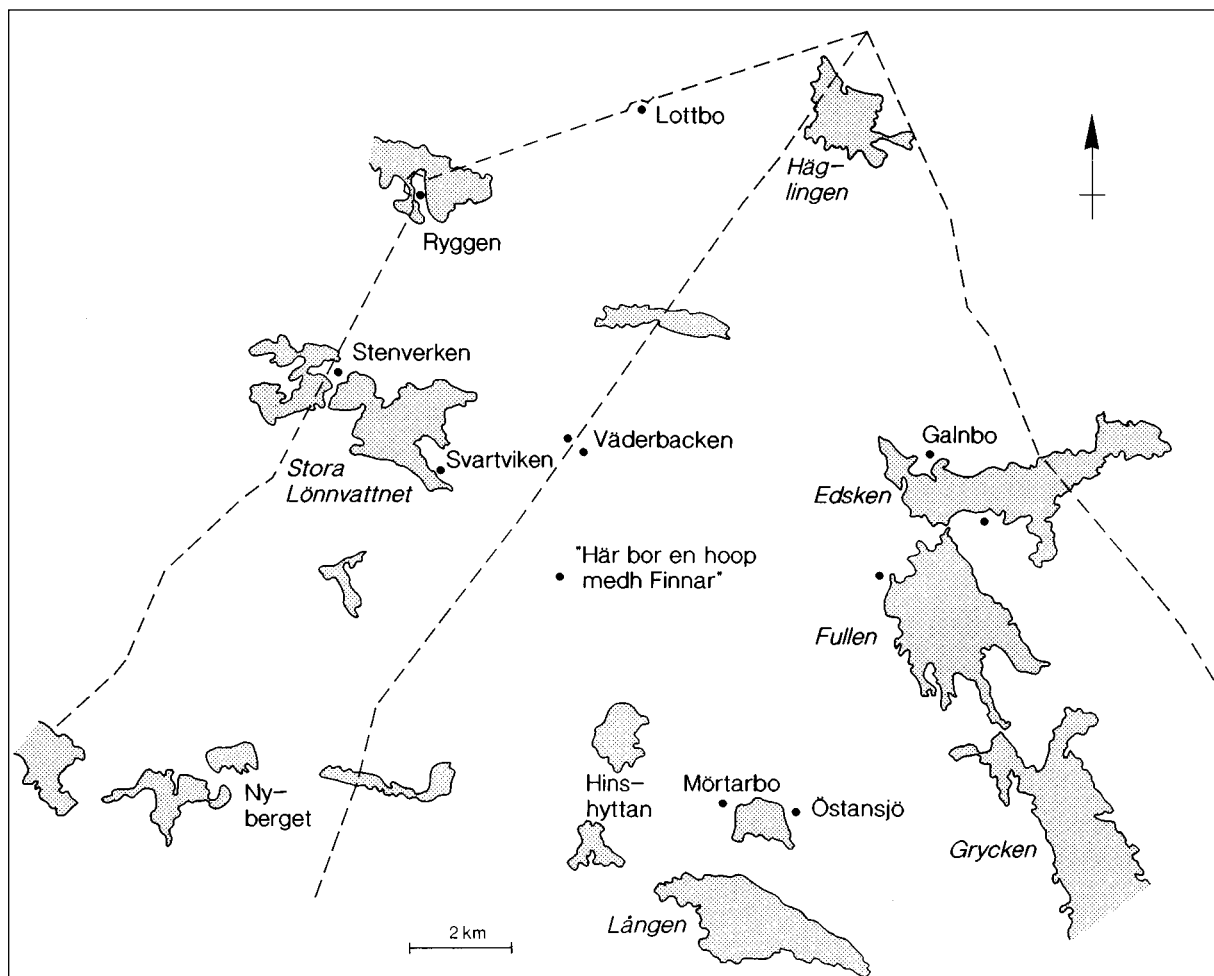 Lottbo
Häg-
lingen
Ryggen
Stenverken
Stora
Lönnvattnet
Svartviken
Väderbacken
Galnbo
Edsken
"Här bor en hoop
medh Finnar"
Fullen
Ny-
berget
Hins-
hyttan
Mörtarbo
Östansjö
Grycken
Lången
2 km